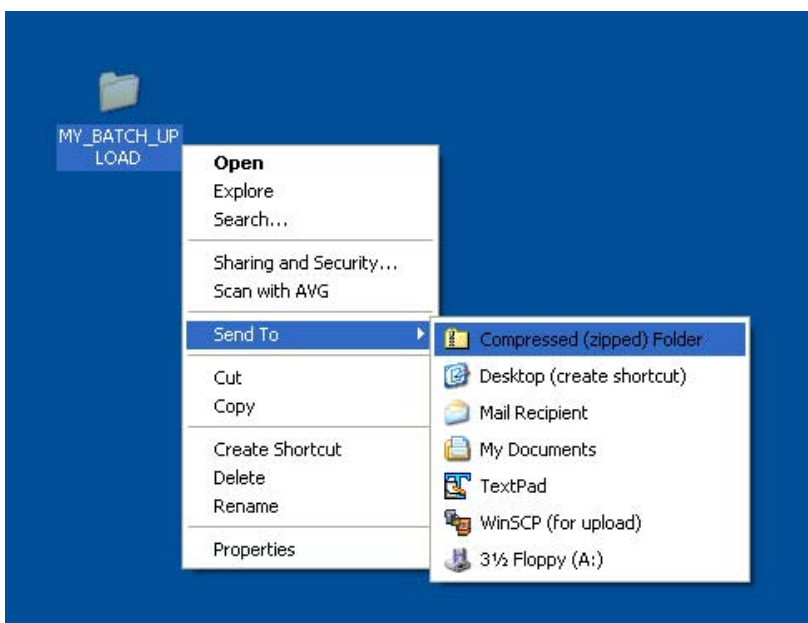 MY_BATCH_UP
LOAD
Open
Explore
Search...
Sharing and Security...
Scan with AVG
Send To
Cut
Copy
Create Shortcut
Delete
Rename
Properties
Compressed (zipped) Folder
Desktop (create shortcut)
Mail Recipient
My Documents
TextPad
WinSCP (for upload)
3½ Floppy (A:)